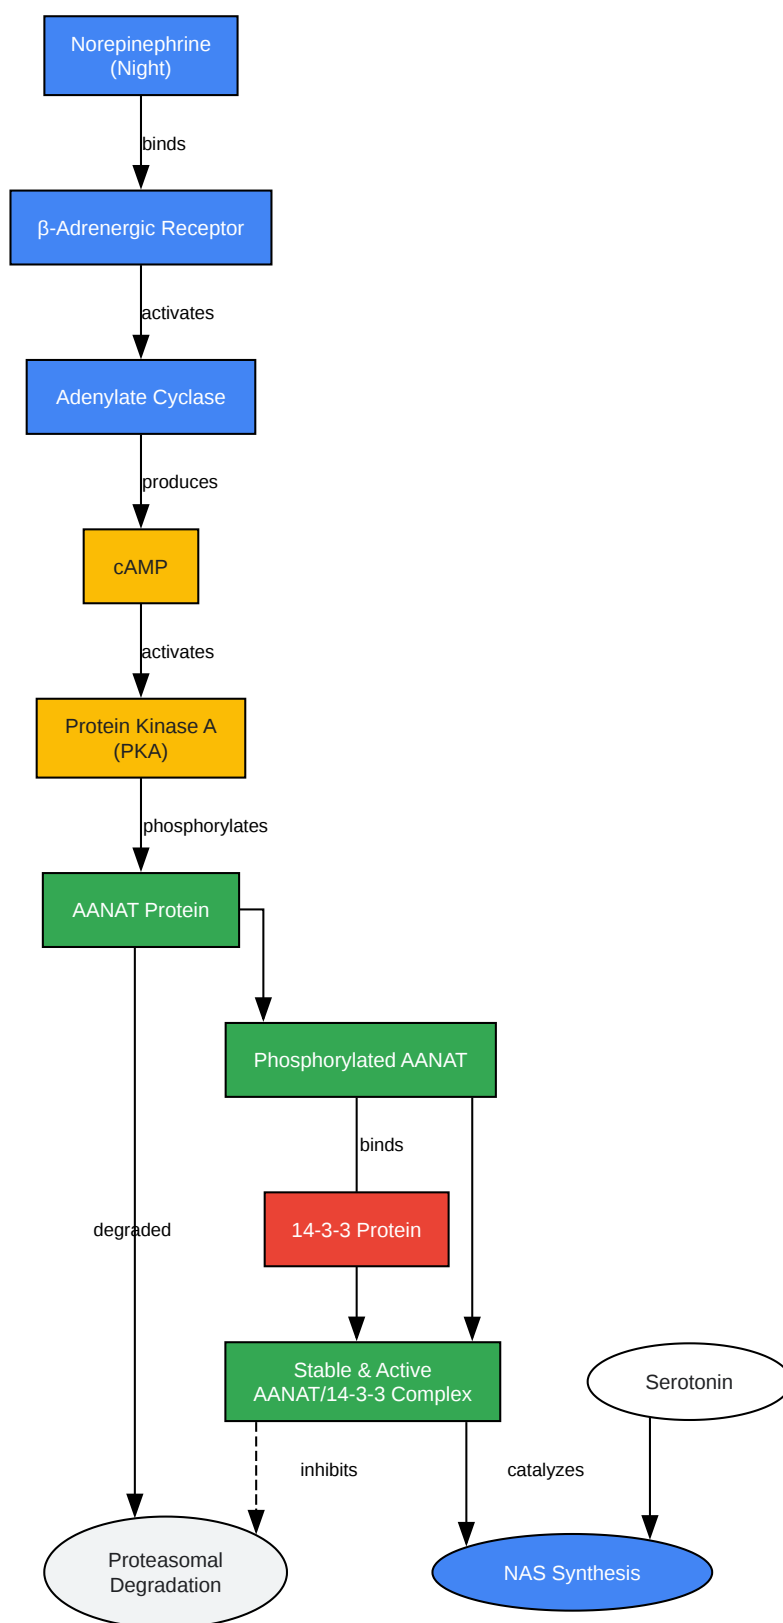 Norepinephrine
(Night)
binds
β-Adrenergic Receptor
activates
Adenylate Cyclase
produces
cAMP
activates
Protein Kinase A
(PKA)
phosphorylates
AANAT Protein
Phosphorylated AANAT
binds
degraded
14-3-3 Protein
Stable & Active
AANAT/14-3-3 Complex
Serotonin
inhibits
catalyzes
Proteasomal
Degradation
NAS Synthesis